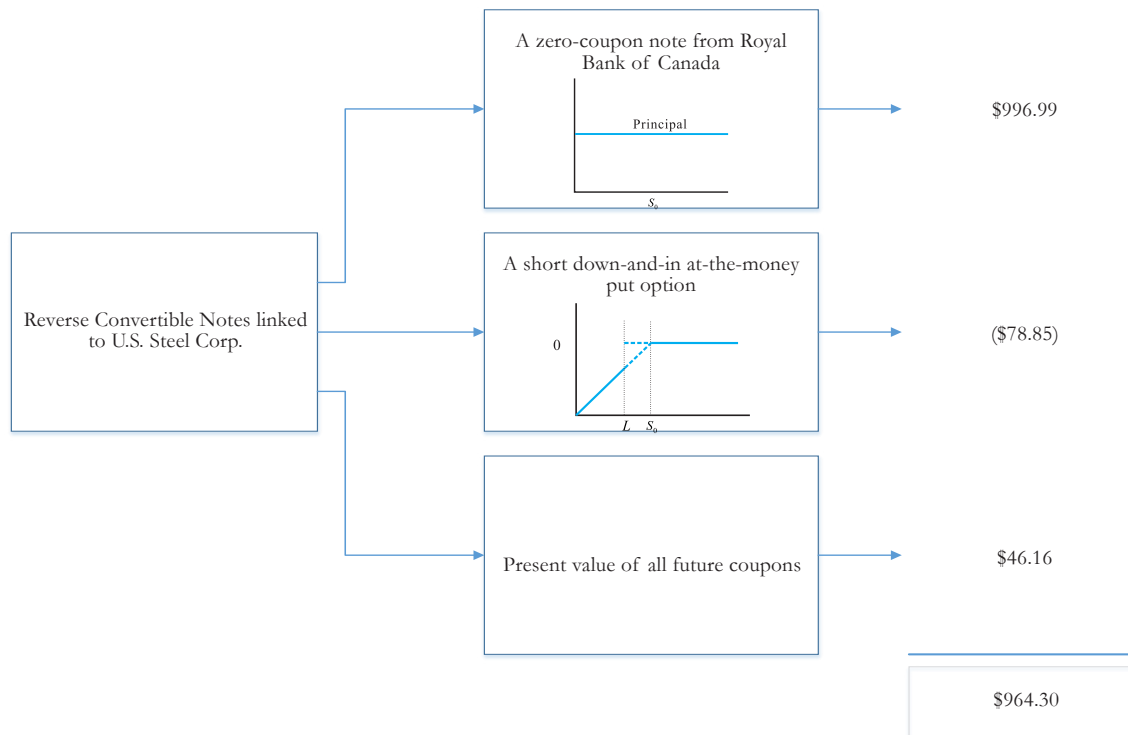 A zero-coupon note from Royal
Bank of Canada
Principal
S₀
$996.99
Reverse Convertible Notes linked
to U.S. Steel Corp.
A short down-and-in at-the-money
put option
0
L S₀
($78.85)
Present value of all future coupons
$46.16
$964.30